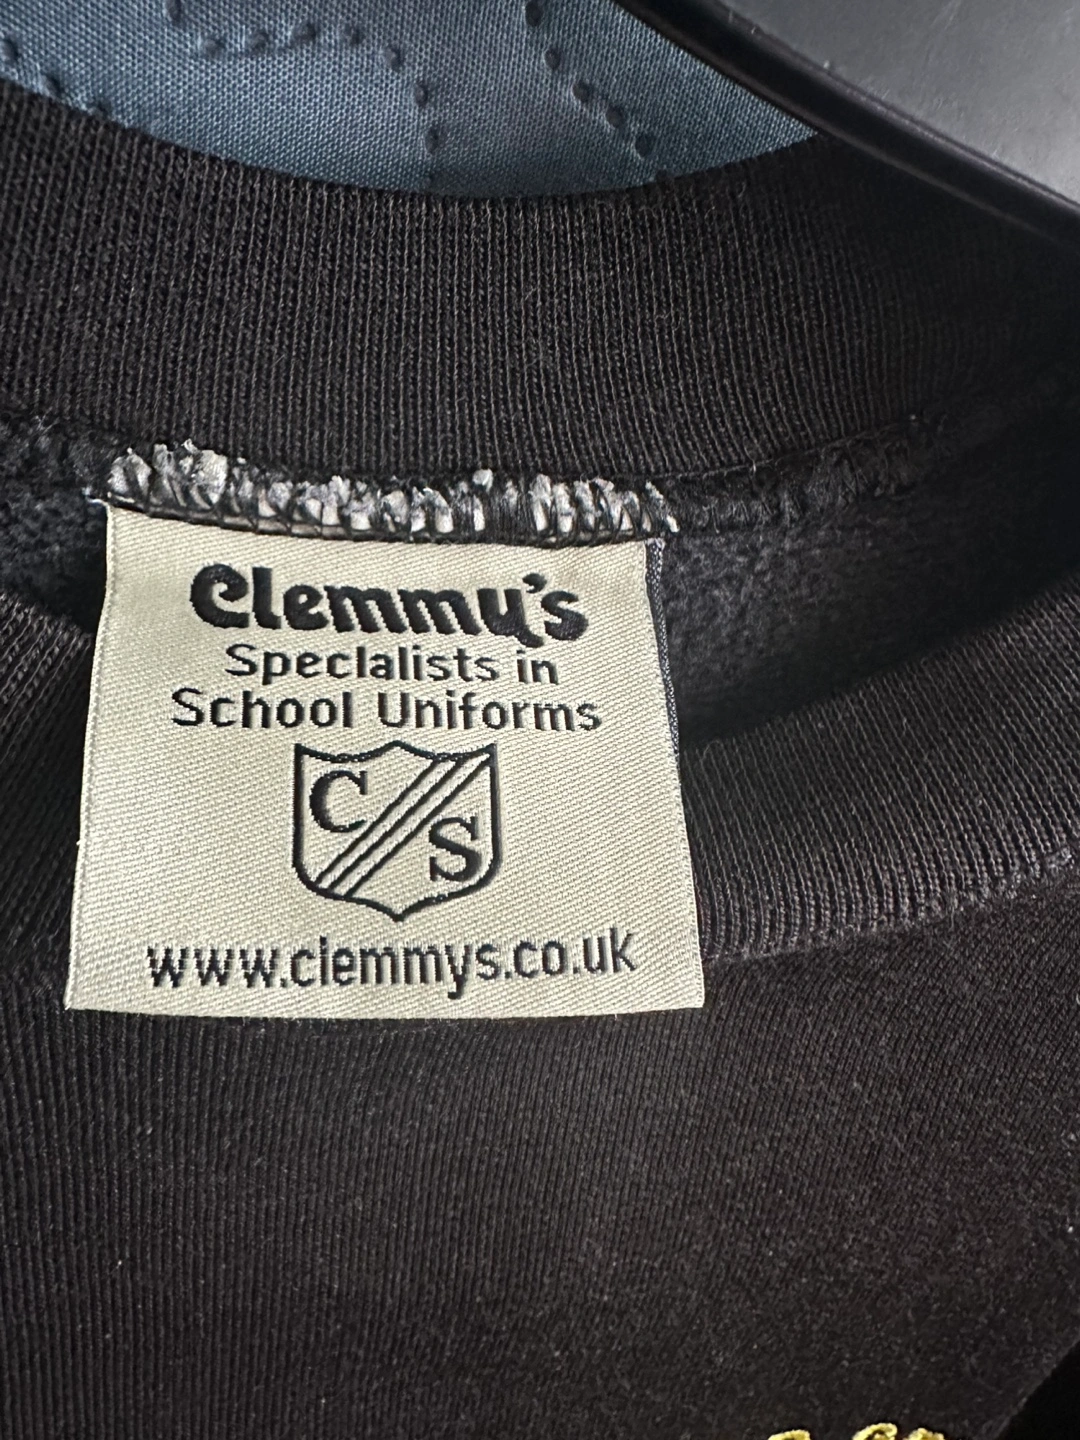 Clemmy's
Specialists in
School Uniforms
C
S
www.clemmys.co.uk